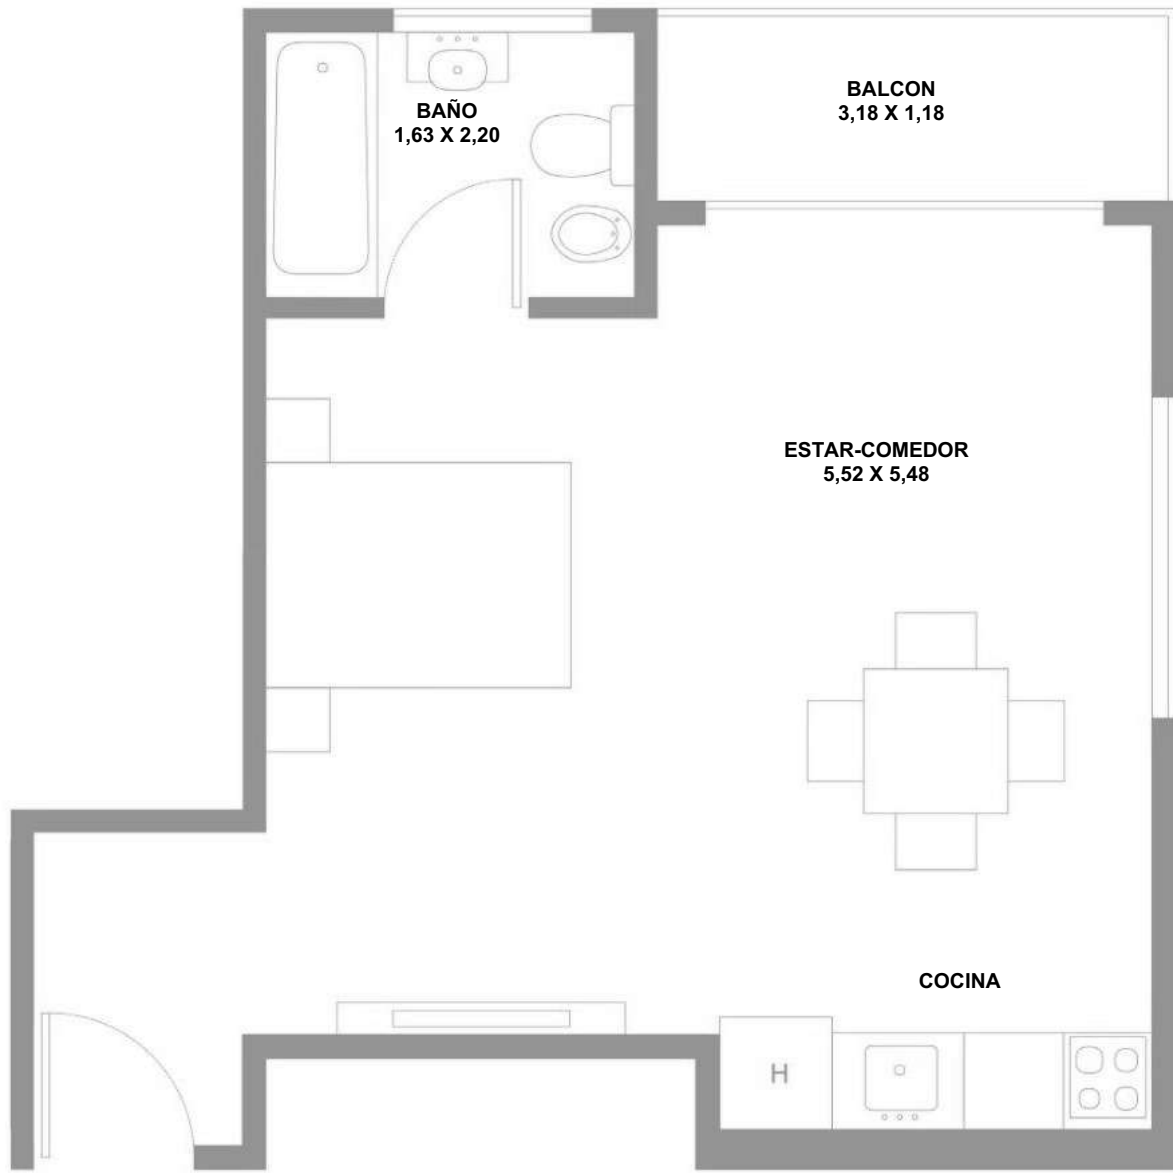 BAÑO
1,63 X 2,20
BALCON
3,18 X 1,18
ESTAR-COMEDOR
5,52 X 5,48
COCINA
H